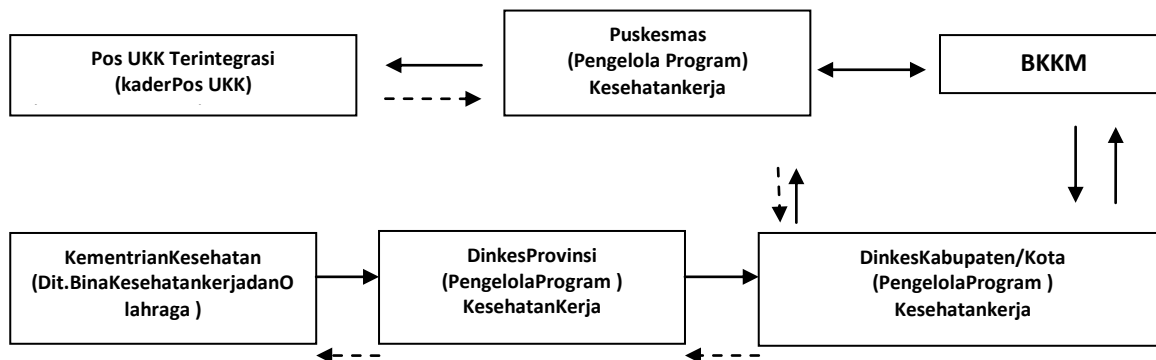 Pos UKK Terintegrasi
(kaderPos UKK)
Puskesmas
(Pengelola Program)
Kesehatankerja
BKKM
KementrianKesehatan
(Dit.BinaKesehatankerjadanO
lahraga )
DinkesProvinsi
(PengelolaProgram )
KesehatanKerja
DinkesKabupaten/Kota
(PengelolaProgram )
Kesehatankerja